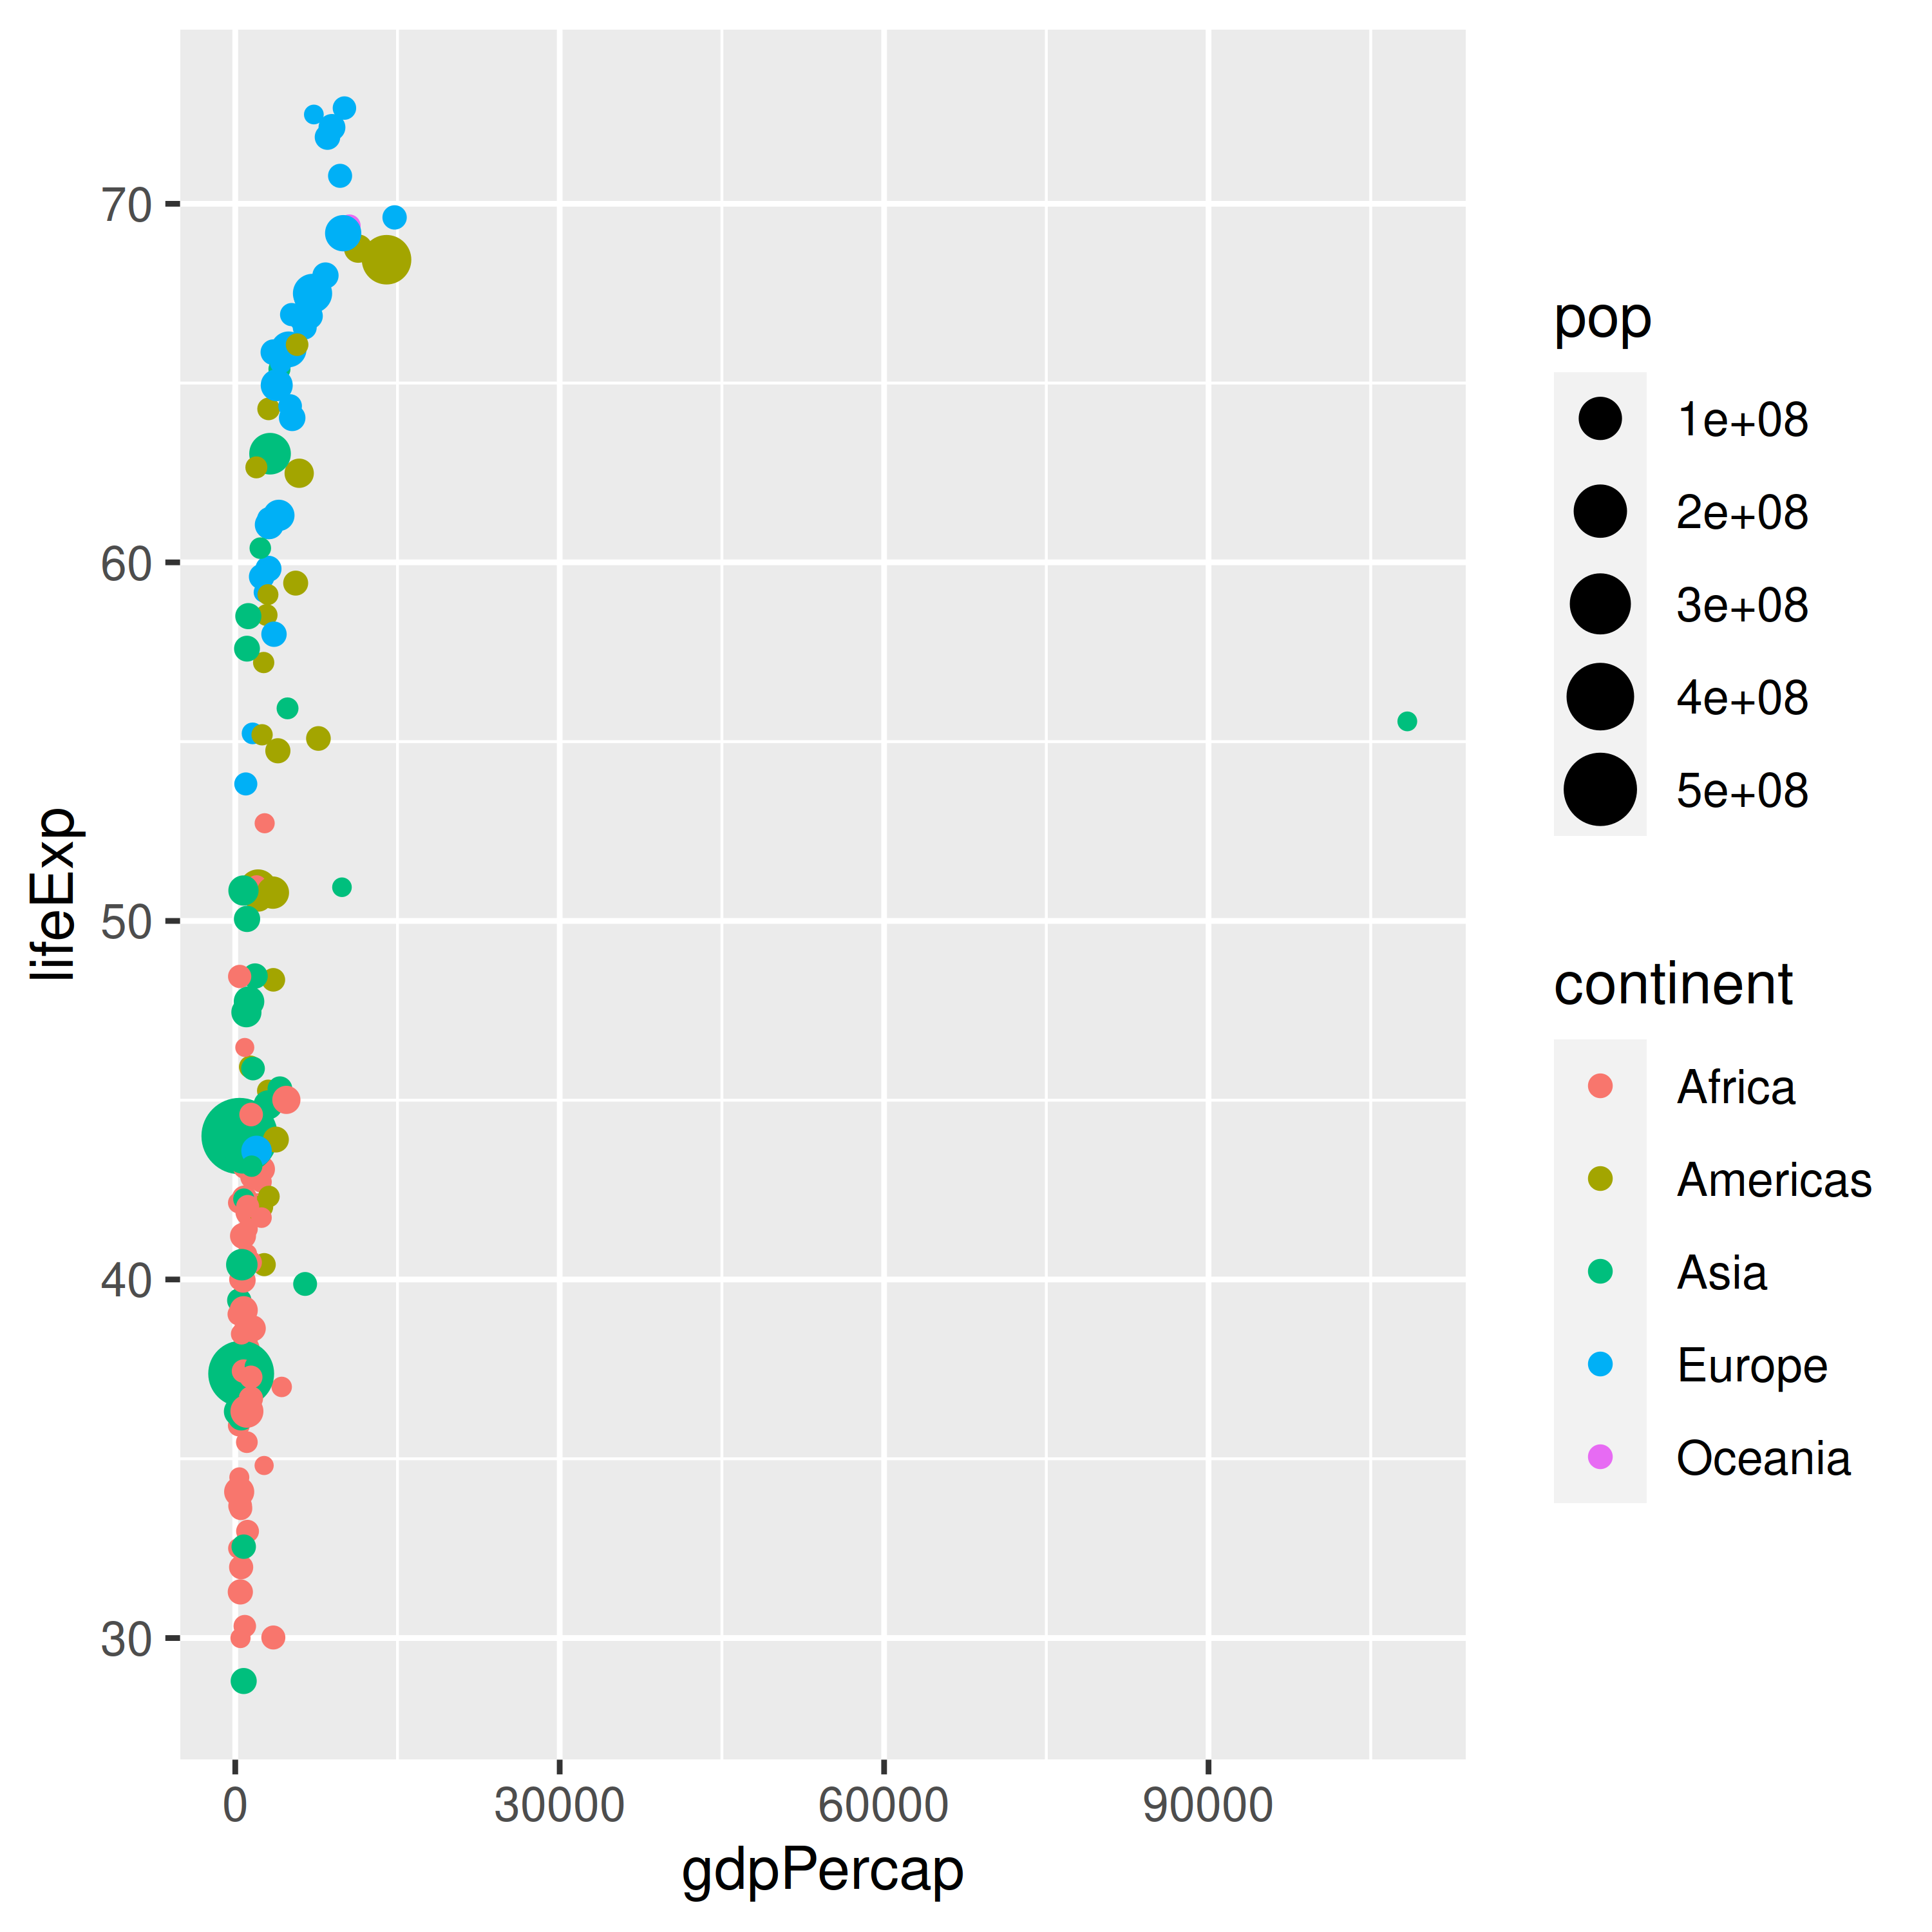 70
60
50
40
30
lifeExp
0 30000 60000 90000
gdpPercap
pop
1e+08
2e+08
3e+08
4e+08
5e+08
continent
Africa
Americas
Asia
Europe
Oceania